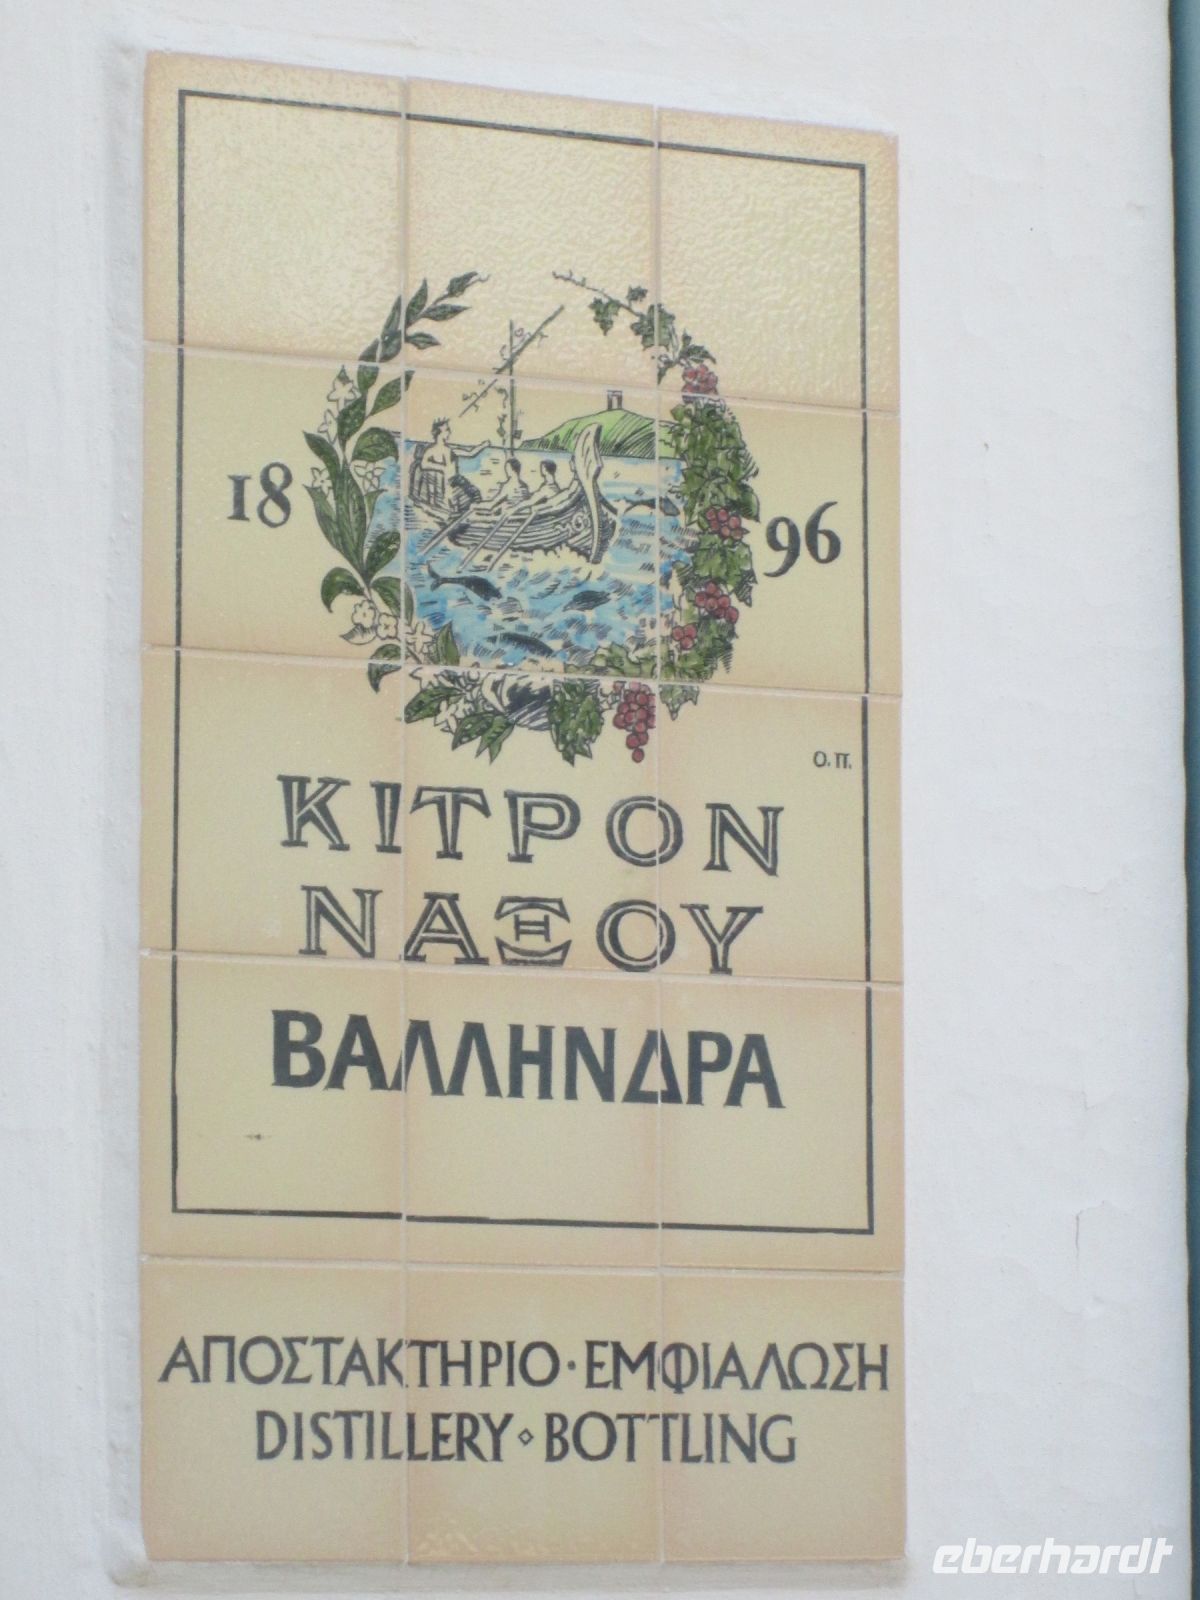 18 96
Ο.Π.
ΚΙΤΡΟΝ
ΝΑΞΟΥ
ΒΑΛΛΗΝΔΡΑ
ΑΠΟΣΤΑΚΤΗΡΙΟ · ΕΜΦΙΑΛΩΣΗ
DISTILLERY ⋄ BOTTLING
eberhardt